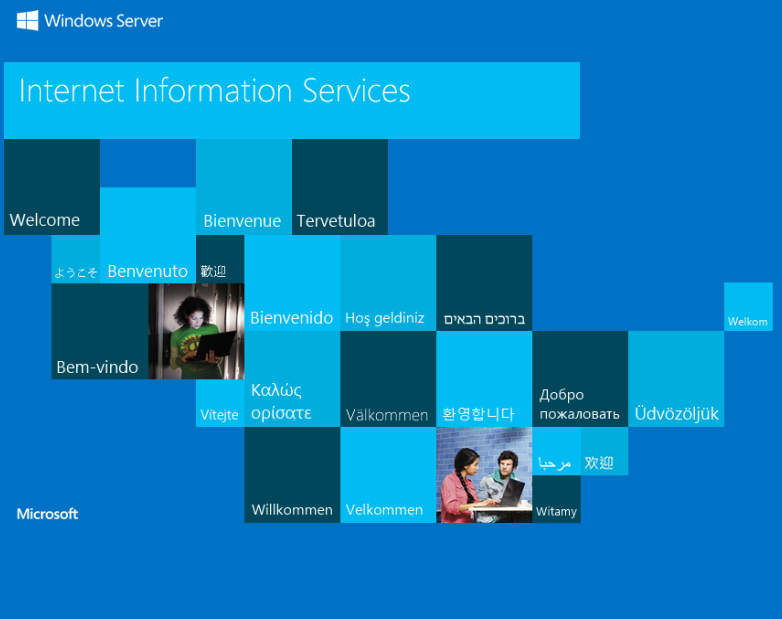 Windows Server
Internet Information Services
Welcome
Bienvenue
Tervetuloa
ようこそ
Benvenuto
歡迎
Bienvenido
Hoş geldiniz
ברוכים הבאים
Welkom
Bem-vindo
Vítejte
Καλώς
ορίσατε
Välkommen
환영합니다
Добро
пожаловать
Üdvözöljük
Willkommen
Velkommen
مرحبا
欢迎
Witamy
Microsoft